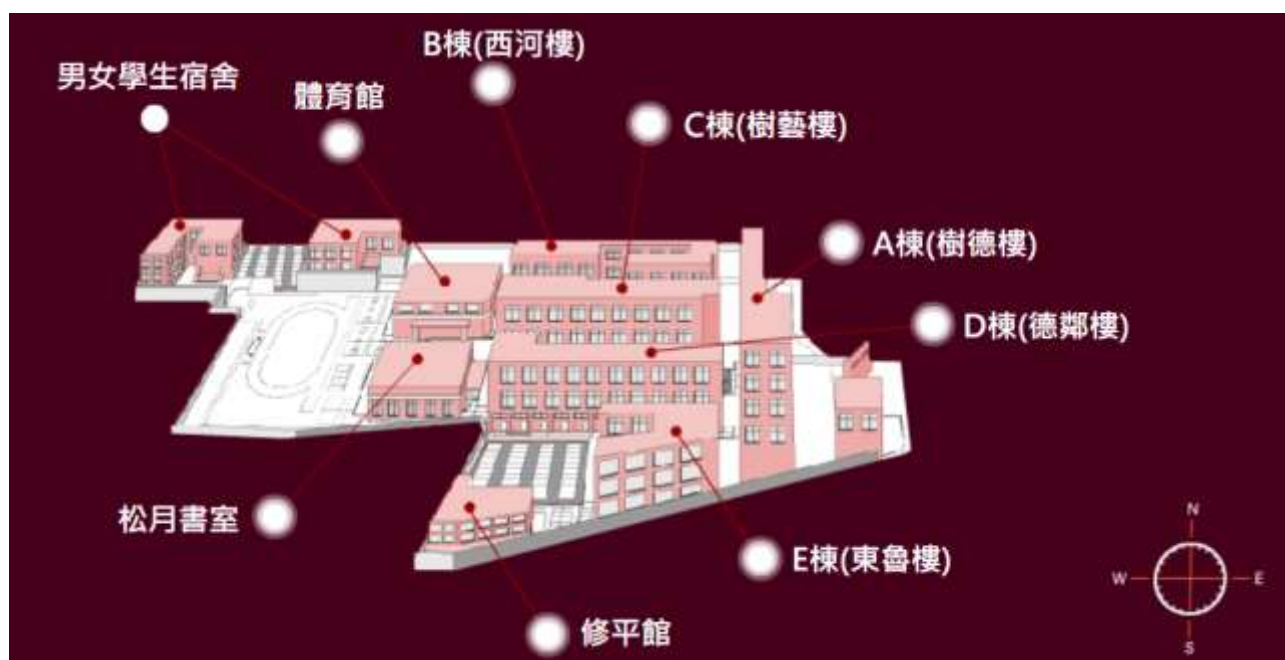 B棟(西河樓)
男女學生宿舍
體育館
C棟(樹藝樓)
A棟(樹德樓)
D棟(德鄰樓)
松月書室
E棟(東魯樓)
修平館
N
W
E
S